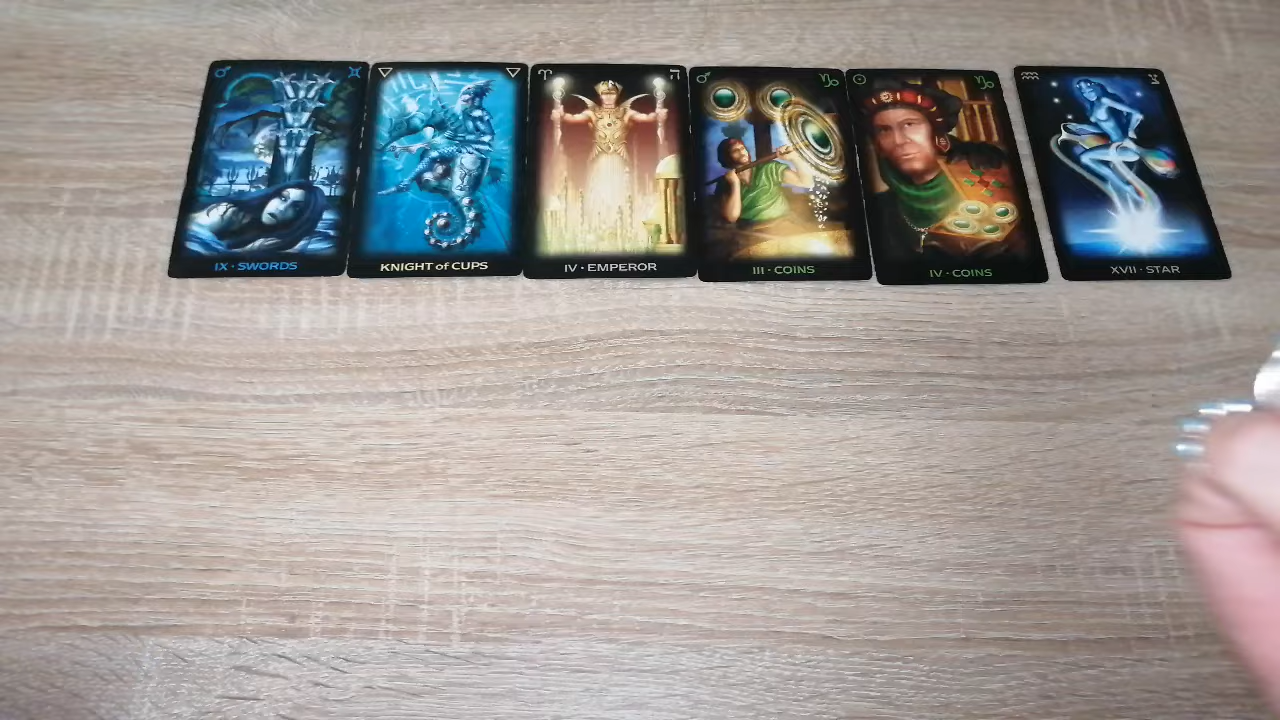 IX · SWORDS
KNIGHT of CUPS
IV · EMPEROR
III · COINS
IV · COINS
XVII · STAR